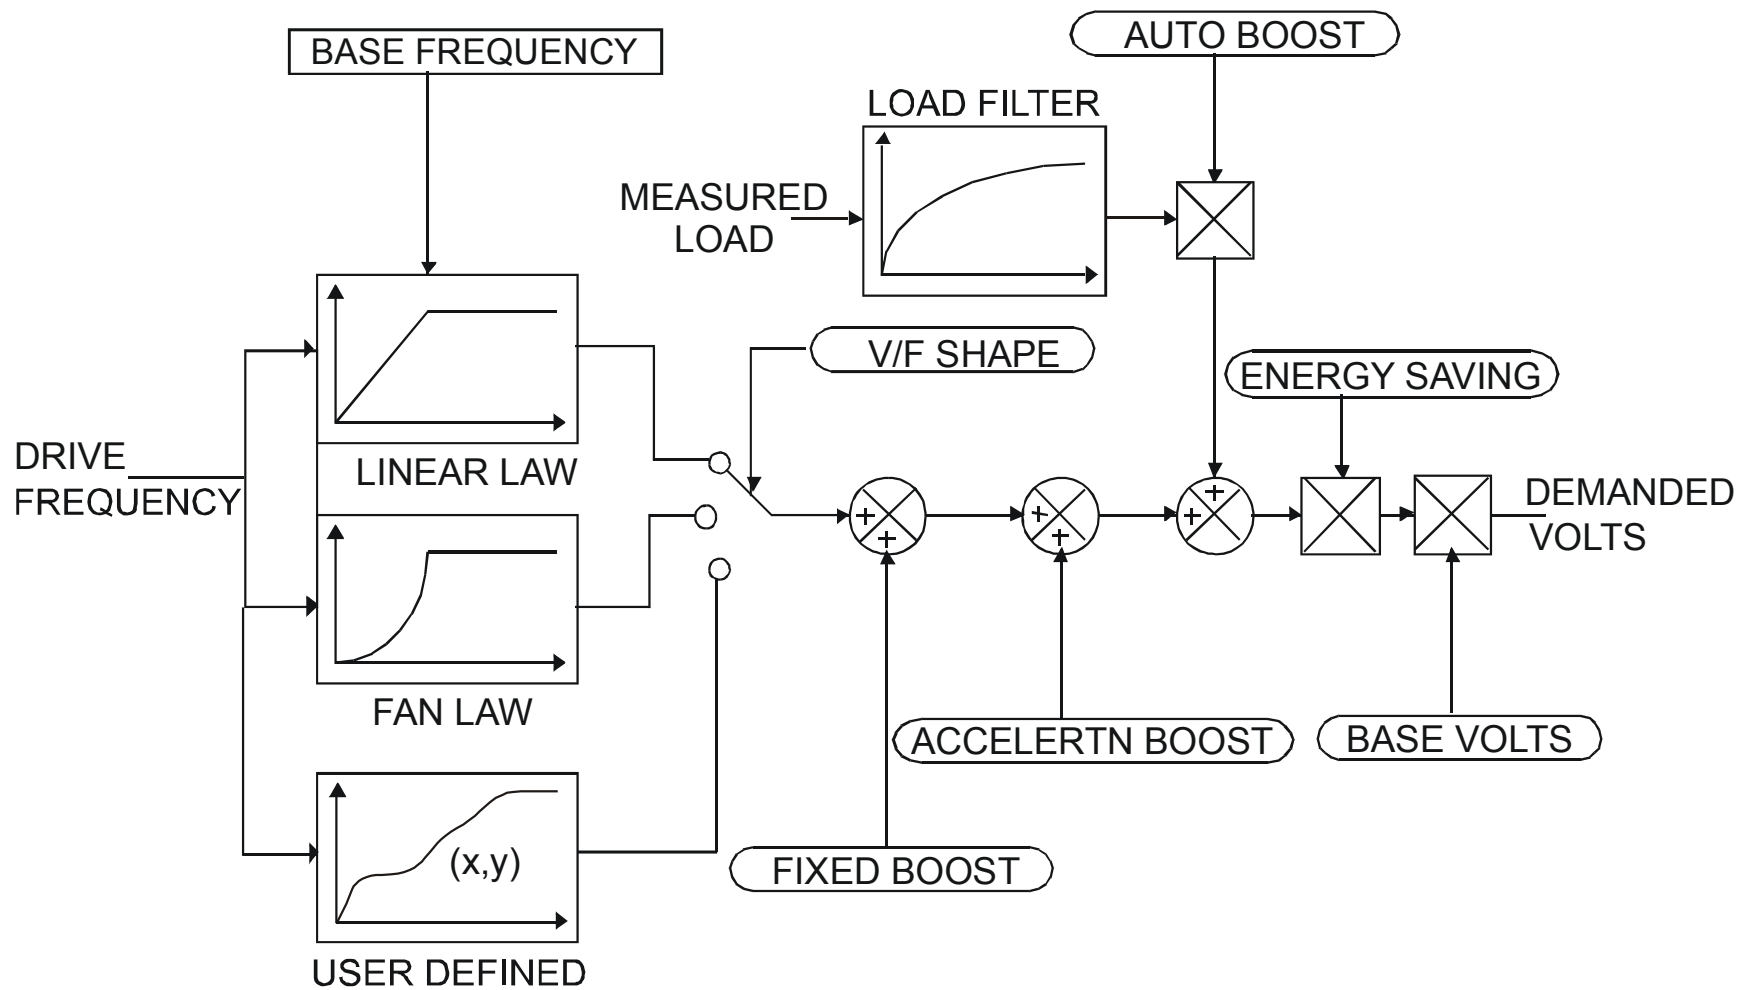 AUTO BOOST
BASE FREQUENCY
LOAD FILTER
MEASURED
LOAD
V/F SHAPE
ENERGY SAVING
DRIVE
FREQUENCY
LINEAR LAW
+
+
+
+
+
+
DEMANDED
VOLTS
FAN LAW
ACCELERTN BOOST
BASE VOLTS
(x,y)
FIXED BOOST
USER DEFINED